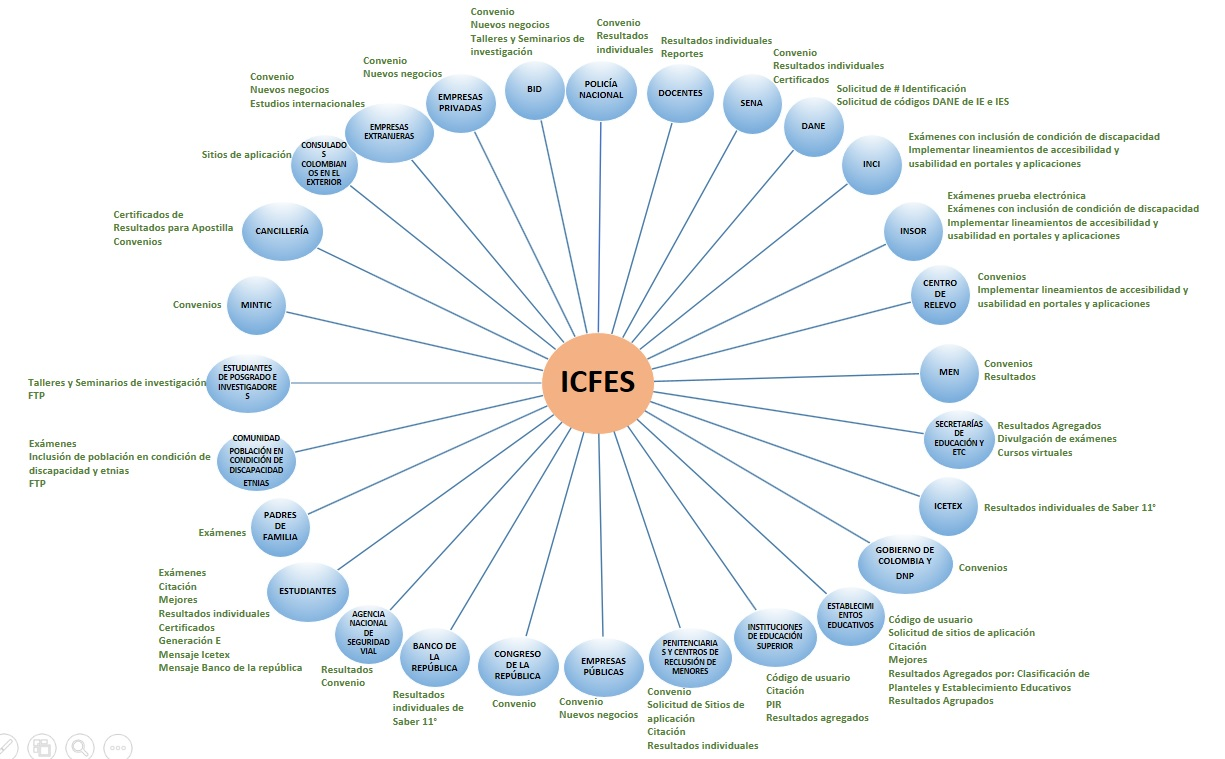 Convenio
Nuevos negocios
Talleres y Seminarios de
investigación
BID
Convenio
Resultados
individuales
POLICÍA
NACIONAL
Resultados individuales
Reportes
DOCENTES
Convenio
Resultados individuales
Certificados
SENA
Solicitud de # Identificación
Solicitud de códigos DANE de IE e IES
DANE
Exámenes con inclusión de condición de discapacidad
Implementar lineamientos de accesibilidad y
usabilidad en portales y aplicaciones
INCI
Exámenes prueba electrónica
Exámenes con inclusión de condición de discapacidad
Implementar lineamientos de accesibilidad y
usabilidad en portales y aplicaciones
INSOR
Convenios
Implementar lineamientos de accesibilidad y
usabilidad en portales y aplicaciones
CENTRO
DE
RELEVO
MEN
Convenios
Resultados
SECRETARÍAS
DE
EDUCACIÓN Y
ETC
Resultados Agregados
Divulgación de exámenes
Cursos virtuales
ICETEX
Resultados individuales de Saber 11°
GOBIERNO DE
COLOMBIA Y
DNP
Convenios
ESTABLECIMI
ENTOS
EDUCATIVOS
Código de usuario
Solicitud de sitios de aplicación
Citación
Mejores
Resultados Agregados por: Clasificación de
Planteles y Establecimiento Educativos
Resultados Agrupados
INSTITUCIONES
DE EDUCACIÓN
SUPERIOR
Código de usuario
Citación
PIR
Resultados agregados
PENITENCIARIA
S Y CENTROS DE
RECLUSIÓN DE
MENORES
Convenio
Solicitud de Sitios de
aplicación
Citación
Resultados individuales
EMPRESAS
PÚBLICAS
Convenio
Nuevos negocios
CONGRESO
DE LA
REPÚBLICA
Convenio
BANCO DE
LA
REPÚBLICA
Resultados
individuales de
Saber 11°
AGENCIA
NACIONAL
DE
SEGURIDAD
VIAL
Resultados
Convenio
ESTUDIANTES
Exámenes
Citación
Mejores
Resultados individuales
Certificados
Generación E
Mensaje Icetex
Mensaje Banco de la república
PADRES
DE
FAMILIA
Exámenes
COMUNIDAD
POBLACIÓN EN
CONDICIÓN DE
DISCAPACIDAD
ETNIAS
Exámenes
Inclusión de población en condición de
discapacidad y etnias
FTP
ESTUDIANTES
DE POSGRADO E
INVESTIGADORE
S
Talleres y Seminarios de investigación
FTP
MINTIC
Convenios
CANCILLERÍA
Certificados de
Resultados para Apostilla
Convenios
CONSULADO
S
COLOMBIAN
OS EN EL
EXTERIOR
Sitios de aplicación
EMPRESAS
EXTRANJERAS
Convenio
Nuevos negocios
Estudios internacionales
EMPRESAS
PRIVADAS
Convenio
Nuevos negocios
ICFES